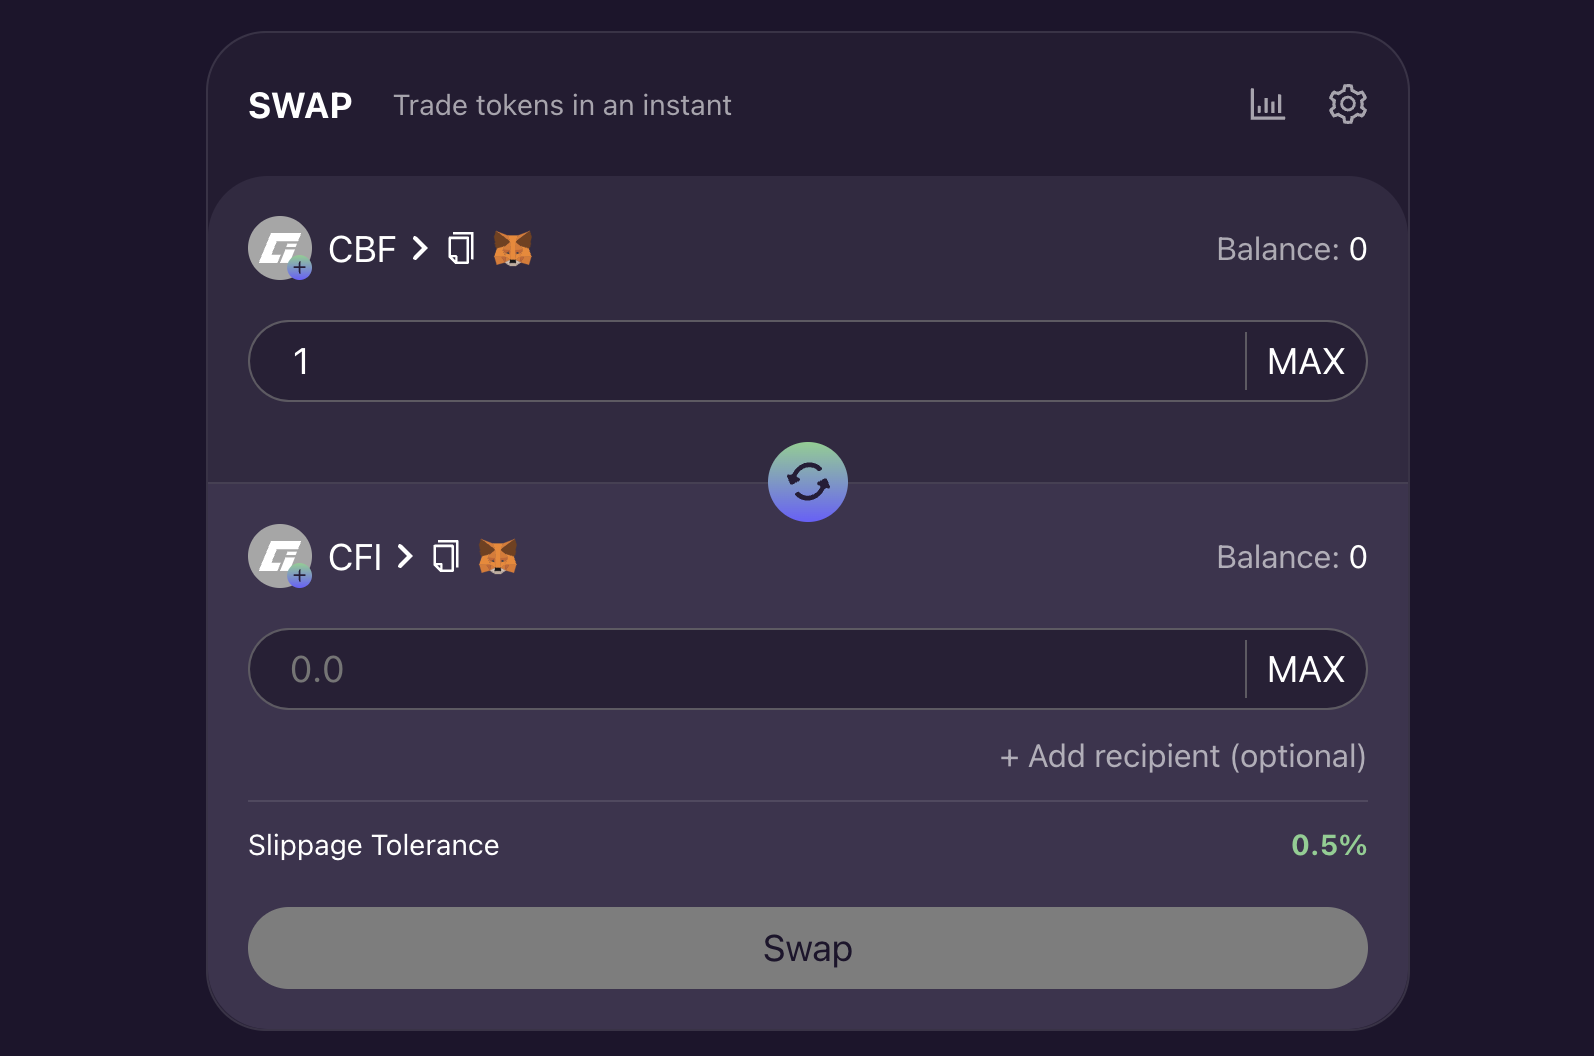 SWAP Trade tokens in an instant
CBF Balance: 0
1 MAX
CFI Balance: 0
0.0 MAX
+ Add recipient (optional)
Slippage Tolerance 0.5%
Swap